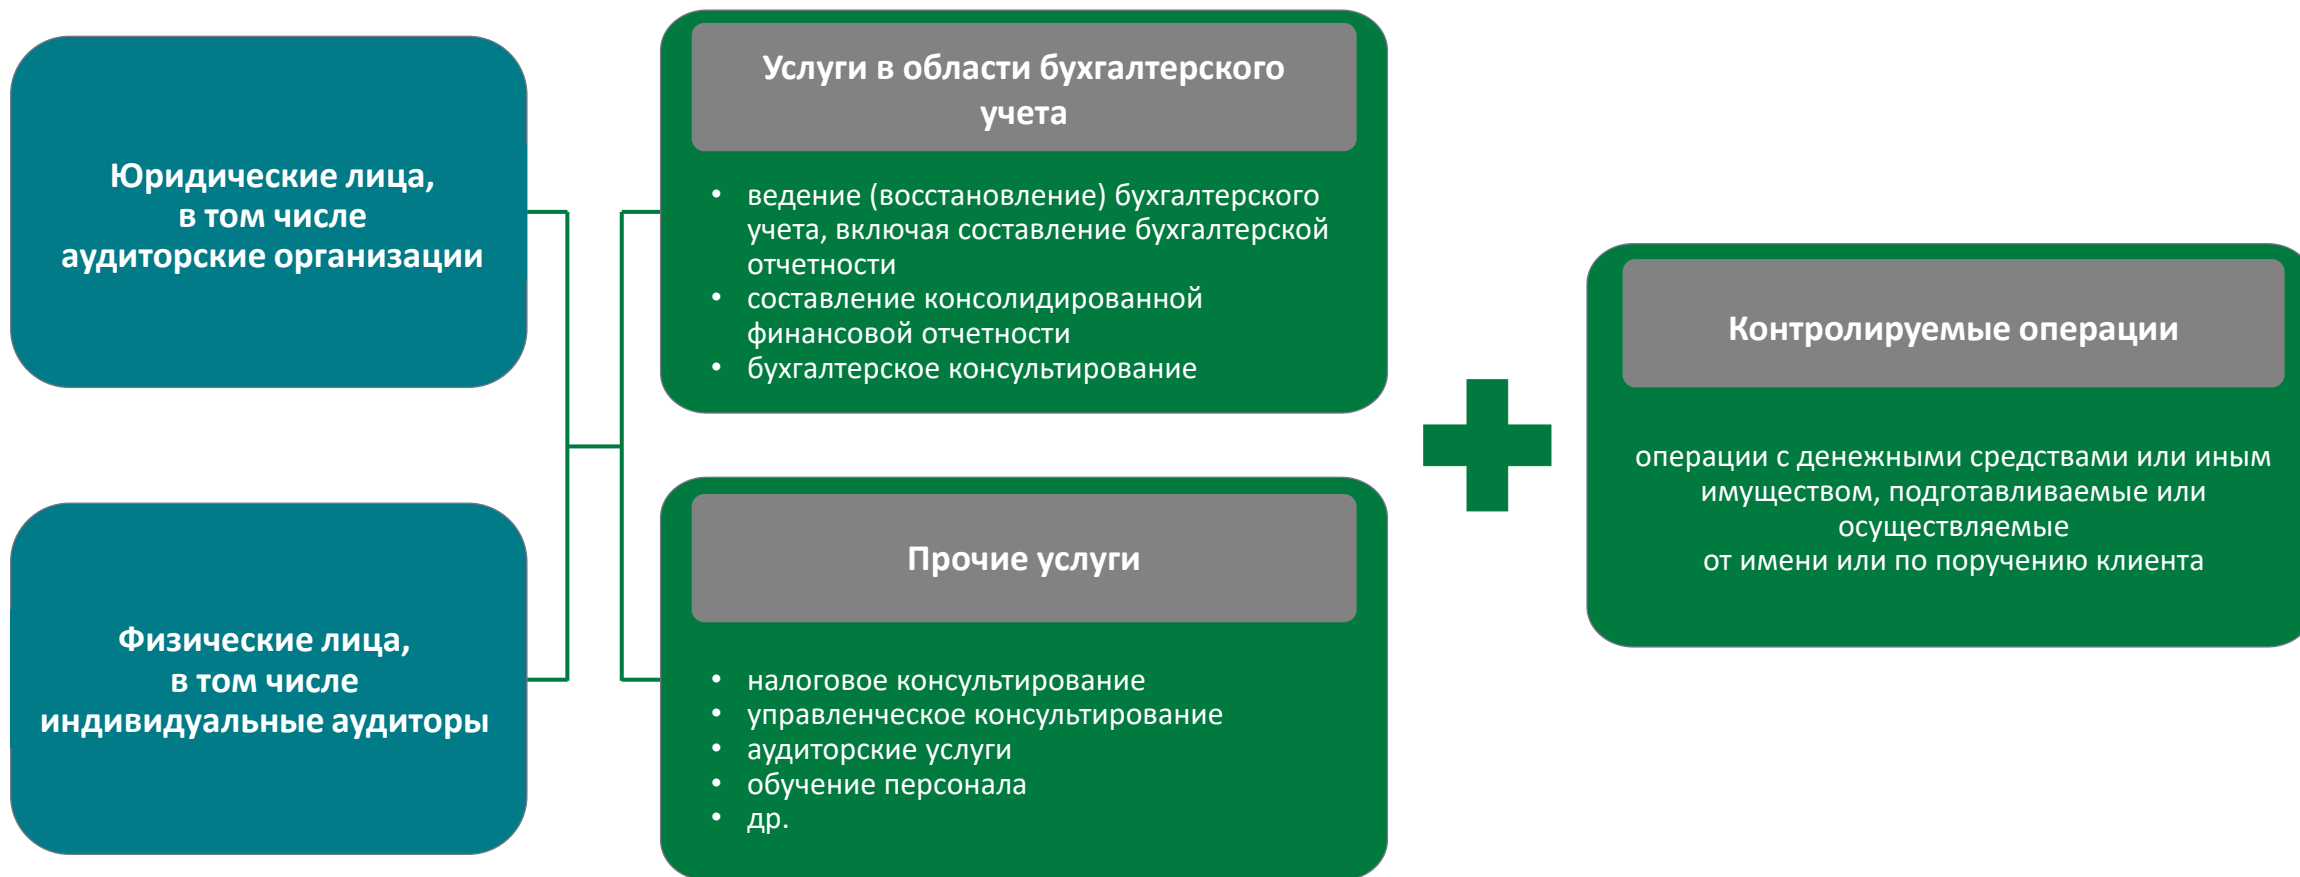 Юридические лица,
в том числе
аудиторские организации
Физические лица,
в том числе
индивидуальные аудиторы
Услуги в области бухгалтерского
учета
• ведение (восстановление) бухгалтерского
учета, включая составление бухгалтерской
отчетности
• составление консолидированной
финансовой отчетности
• бухгалтерское консультирование
Прочие услуги
• налоговое консультирование
• управленческое консультирование
• аудиторские услуги
• обучение персонала
• др.
Контролируемые операции
операции с денежными средствами или иным
имуществом, подготавливаемые или
осуществляемые
от имени или по поручению клиента